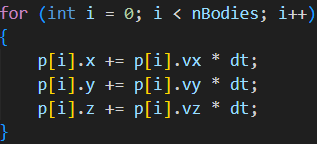 for (int i = 0; i < nBodies; i++)
{
    p[i].x += p[i].vx * dt;
    p[i].y += p[i].vy * dt;
    p[i].z += p[i].vz * dt;
}